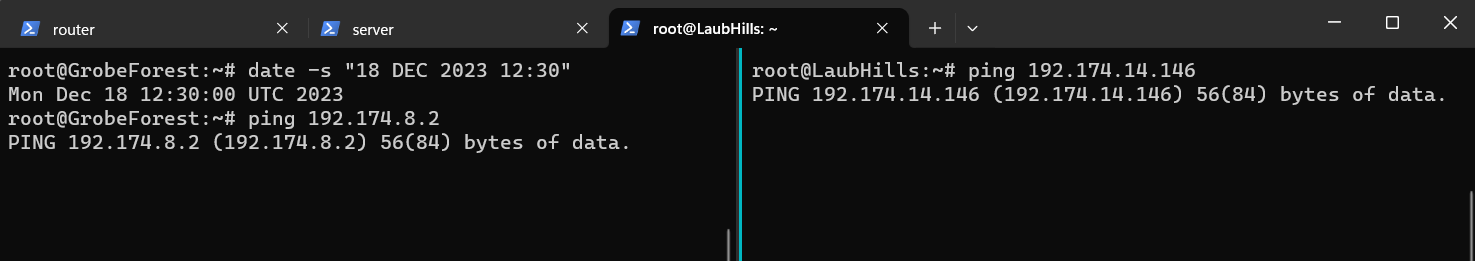 router
server
root@LaubHills: ~
root@GrobeForest:~# date -s "18 DEC 2023 12:30"
Mon Dec 18 12:30:00 UTC 2023
root@GrobeForest:~# ping 192.174.8.2
PING 192.174.8.2 (192.174.8.2) 56(84) bytes of data.
root@LaubHills:~# ping 192.174.14.146
PING 192.174.14.146 (192.174.14.146) 56(84) bytes of data.